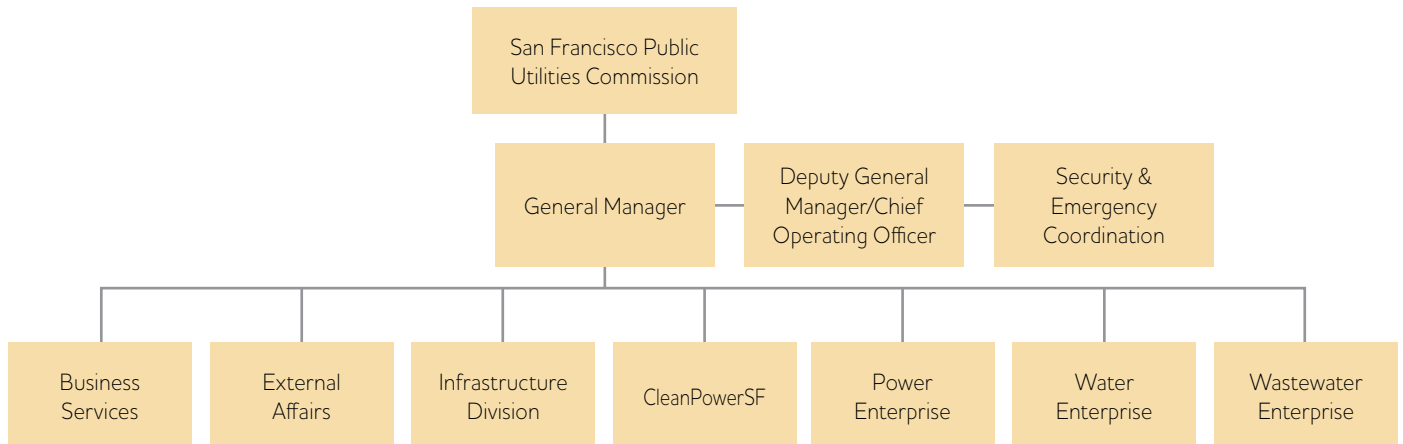 San Francisco Public
Utilities Commission
General Manager
Deputy General
Manager/Chief
Operating Officer
Security &
Emergency
Coordination
Business
Services
External
Affairs
Infrastructure
Division
CleanPowerSF
Power
Enterprise
Water
Enterprise
Wastewater
Enterprise